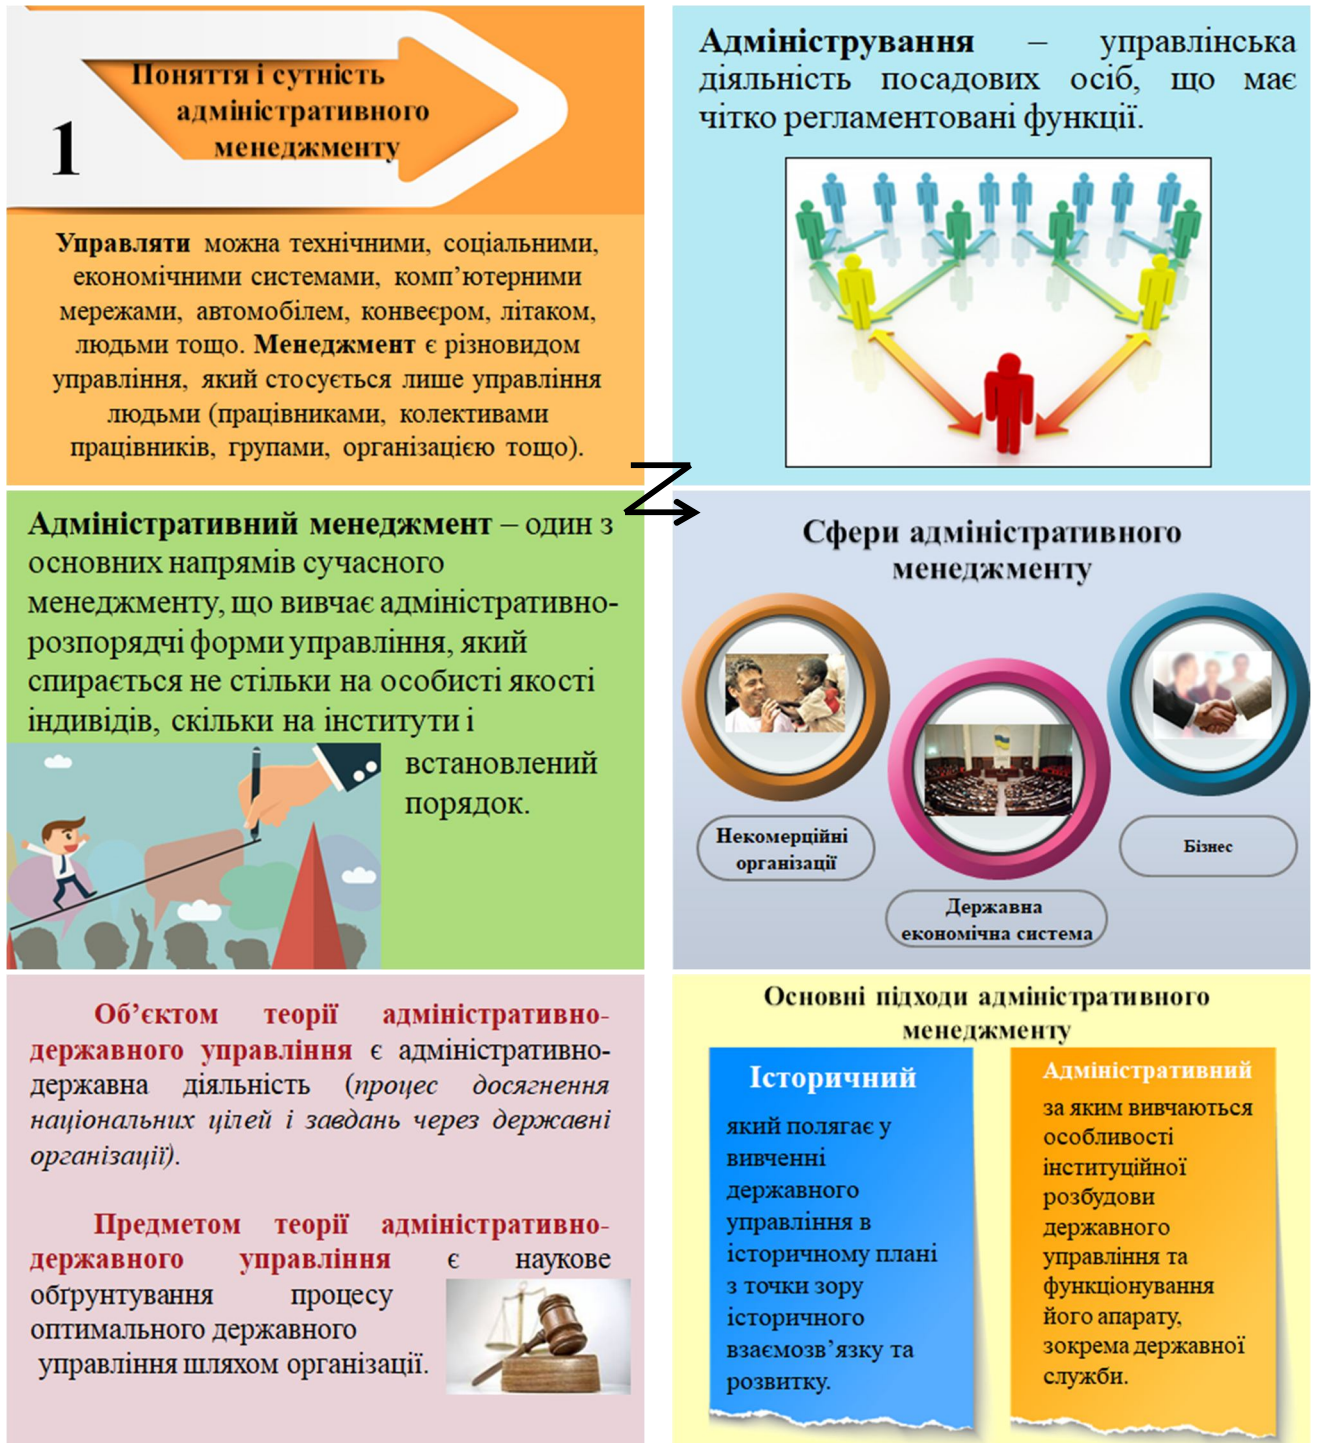 1
Поняття і сутність
адміністративного
менеджменту
Управляти можна технічними, соціальними,
економічними системами, комп’ютерними
мережами, автомобілем, конвеєром, літаком,
людьми тощо. Менеджмент є різновидом
управління, який стосується лише управління
людьми (працівниками, колективами
працівників, групами, організацією тощо).
Адміністрування – управлінська
діяльність посадових осіб, що має
чітко регламентовані функції.
Адміністративний менеджмент – один з
основних напрямів сучасного
менеджменту, що вивчає адміністративно-
розпорядчі форми управління, який
спирається не стільки на особисті якості
індивідів, скільки на інститути і
встановлений
порядок.
Сфери адміністративного
менеджменту
Некомерційні
організації
Державна
економічна система
Бізнес
Об’єктом теорії адміністративно-
державного управління є адміністративно-
державна діяльність (процес досягнення
національних цілей і завдань через державні
організації).
Предметом теорії адміністративно-
державного управління є наукове
обґрунтування процесу
оптимального державного
управління шляхом організації.
Основні підходи адміністративного
менеджменту
Історичний
який полягає у
вивченні
державного
управління в
історичному плані
з точки зору
історичного
взаємозв’язку та
розвитку.
Адміністративний
за яким вивчаються
особливості
інституційної
розбудови
державного
управління та
функціонування
його апарату,
зокрема державної
служби.